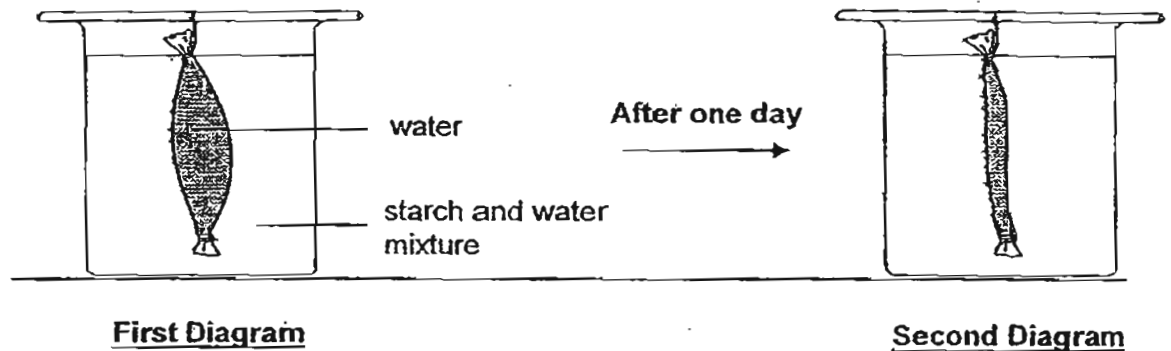 water
After one day
starch and water
mixture
First Diagram
Second Diagram